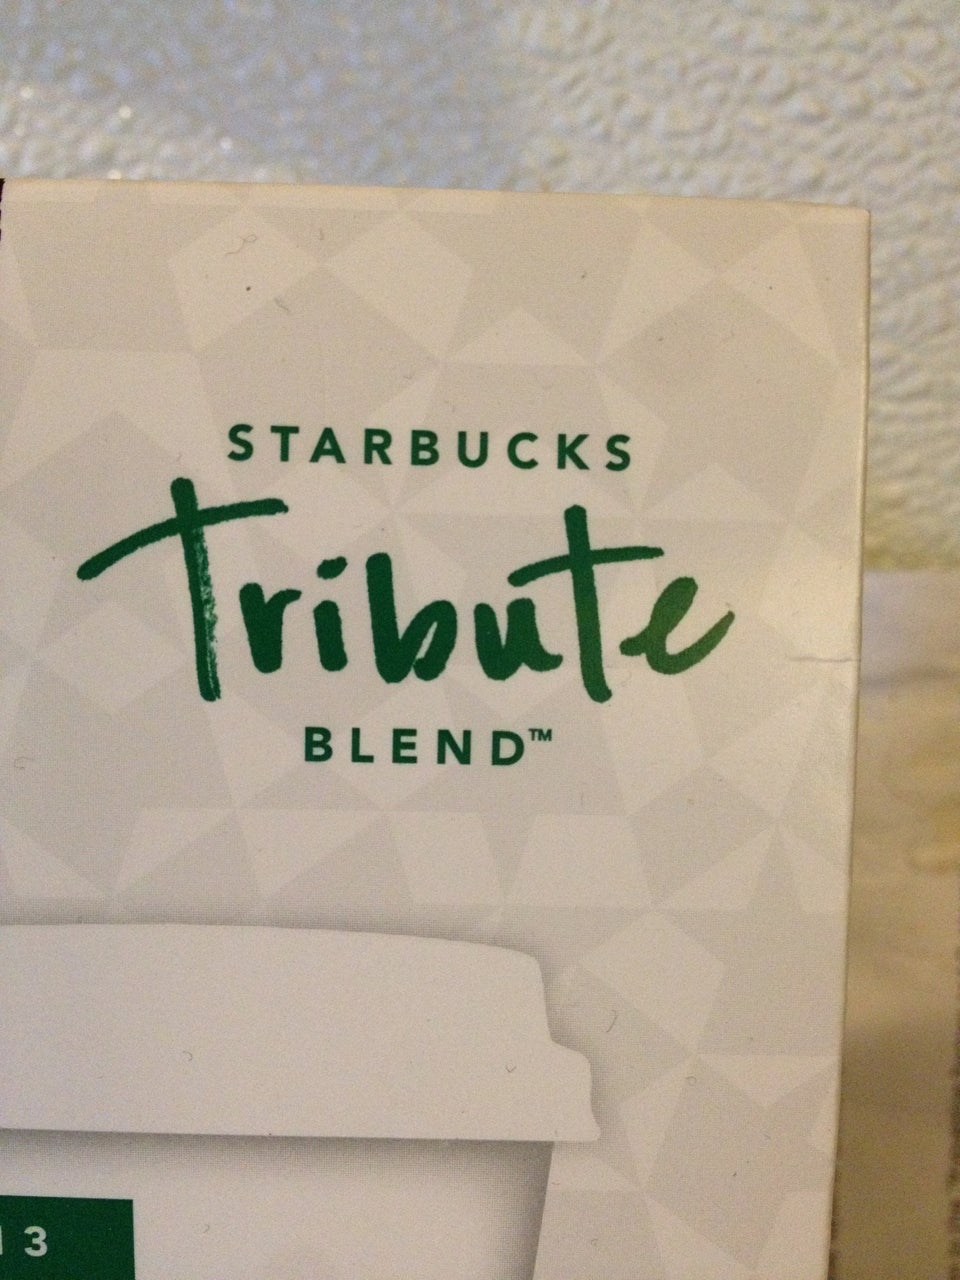 STARBUCKS
Tribute
BLEND™
3